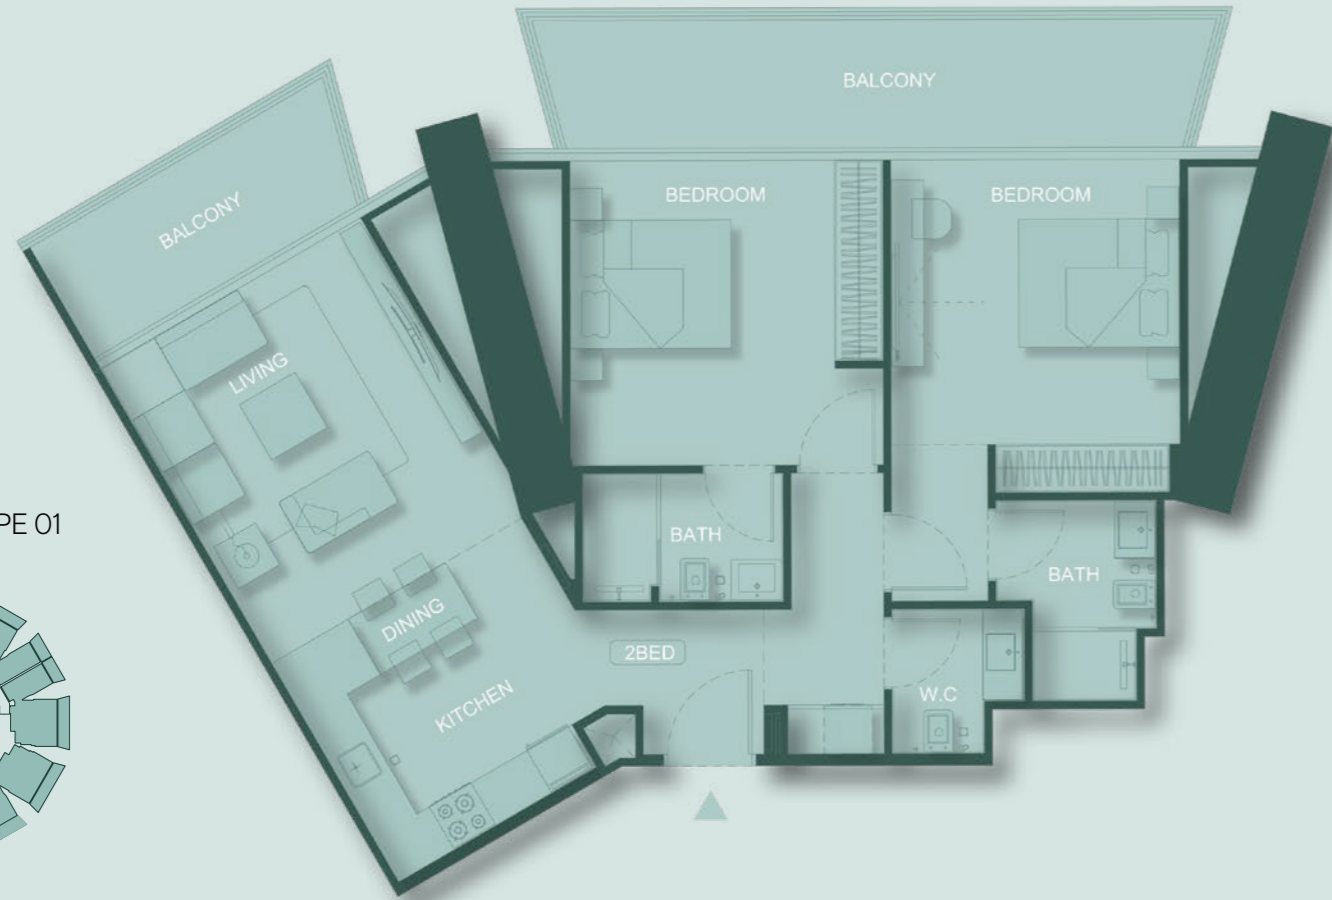 BALCONY
BALCONY
BEDROOM
BEDROOM
LIVING
PE 01
BATH
BATH
DINING
2BED
KITCHEN
W.C